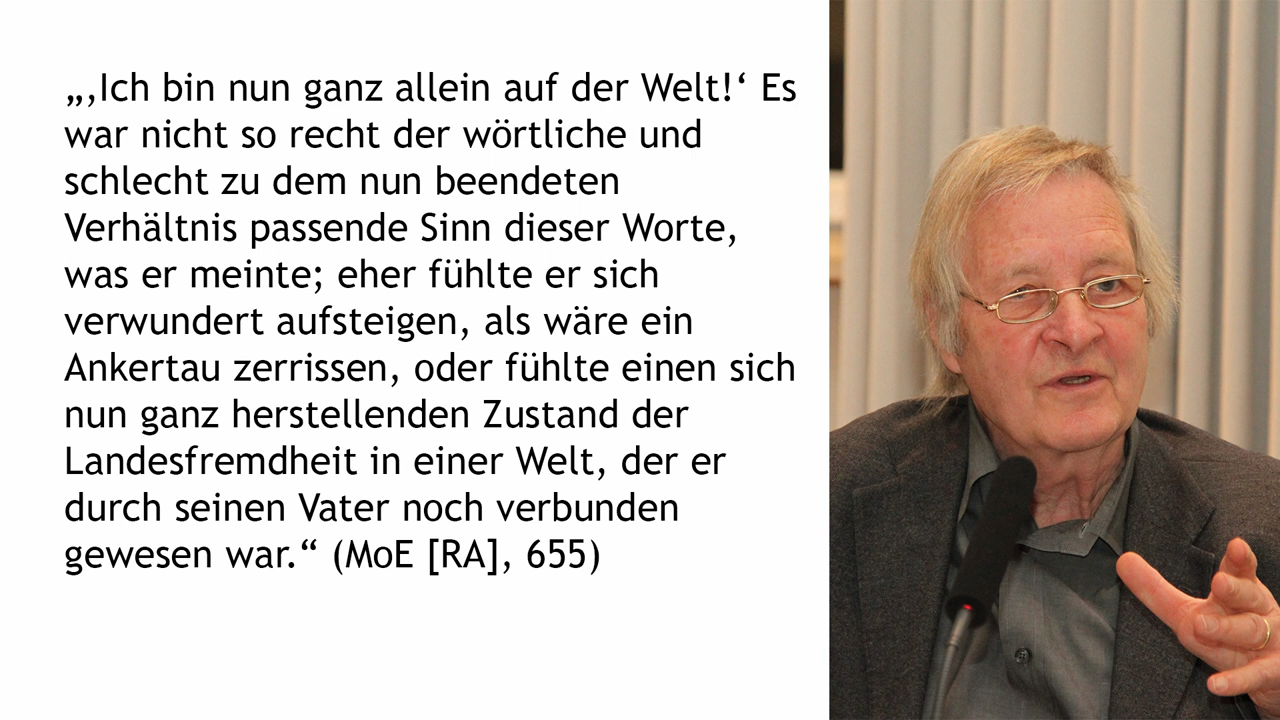 „‚Ich bin nun ganz allein auf der Welt!‘ Es
war nicht so recht der wörtliche und
schlecht zu dem nun beendeten
Verhältnis passende Sinn dieser Worte,
was er meinte; eher fühlte er sich
verwundert aufsteigen, als wäre ein
Ankertau zerrissen, oder fühlte einen sich
nun ganz herstellenden Zustand der
Landesfremdheit in einer Welt, der er
durch seinen Vater noch verbunden
gewesen war.“ (MoE [RA], 655)